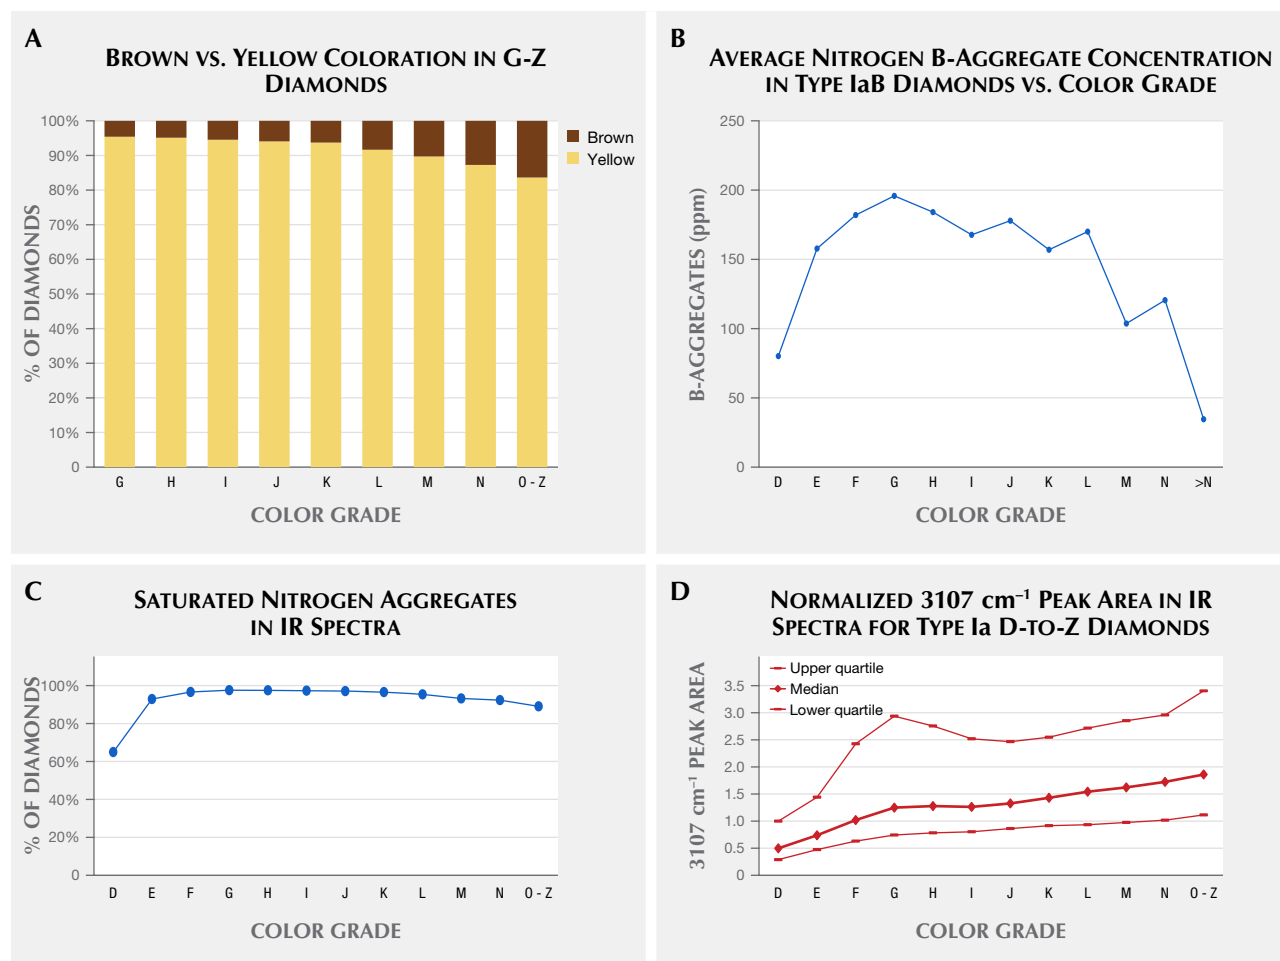 A
BROWN VS. YELLOW COLORATION IN G-Z
DIAMONDS
100%
90%
80%
70%
60%
50%
40%
30%
20%
10%
0
% OF DIAMONDS
G H I J K L M N O - Z
COLOR GRADE
Brown
Yellow
B
AVERAGE NITROGEN B-AGGREGATE CONCENTRATION
IN TYPE IaB DIAMONDS VS. COLOR GRADE
250
200
150
100
50
0
B-AGGREGATES (ppm)
D E F G H I J K L M N >N
COLOR GRADE
C
SATURATED NITROGEN AGGREGATES
IN IR SPECTRA
100%
80%
60%
40%
20%
0
% OF DIAMONDS
D E F G H I J K L M N O - Z
COLOR GRADE
D
NORMALIZED 3107 cm⁻¹ PEAK AREA IN IR
SPECTRA FOR TYPE Ia D-TO-Z DIAMONDS
Upper quartile
Median
Lower quartile
3.5
3.0
2.5
2.0
1.5
1.0
0.5
0
3107 cm⁻¹ PEAK AREA
D E F G H I J K L M N O - Z
COLOR GRADE